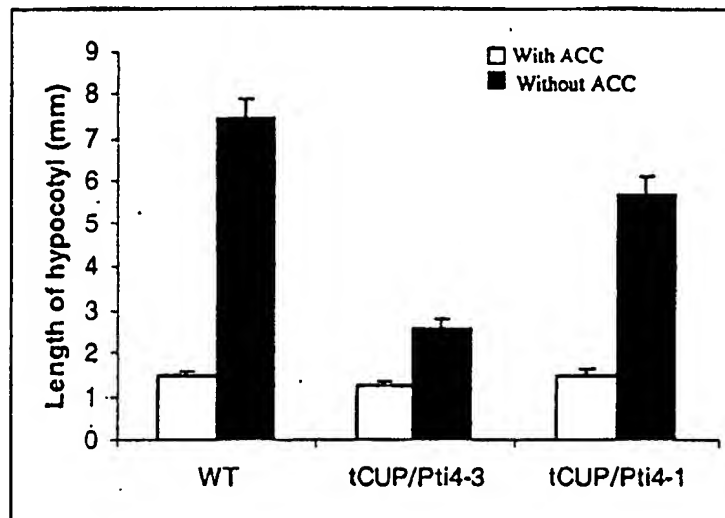 With ACC
Without ACC
Length of hypocotyl (mm)
9
8
7
6
5
4
3
2
1
0
WT
tCUP/Pti4-3
tCUP/Pti4-1